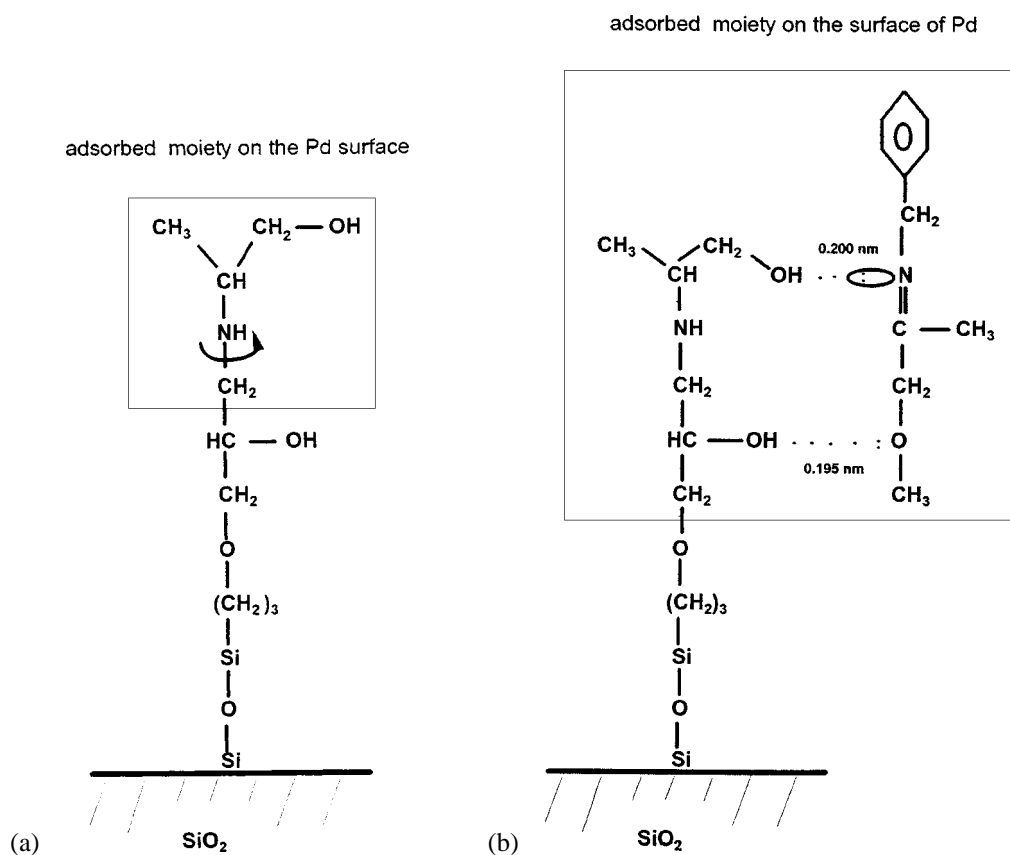 adsorbed moiety on the surface of Pd
adsorbed moiety on the Pd surface
CH₃
CH₂
OH
CH
NH
CH₂
HC
OH
CH₂
O
(CH₂)₃
Si
O
Si
SiO₂
(a)
O
CH₂
CH₃
CH₂
0.200 nm
CH
OH
N
NH
C
CH₃
CH₂
CH₂
HC
OH
O
0.195 nm
CH₂
CH₃
O
(CH₂)₃
Si
O
Si
SiO₂
(b)